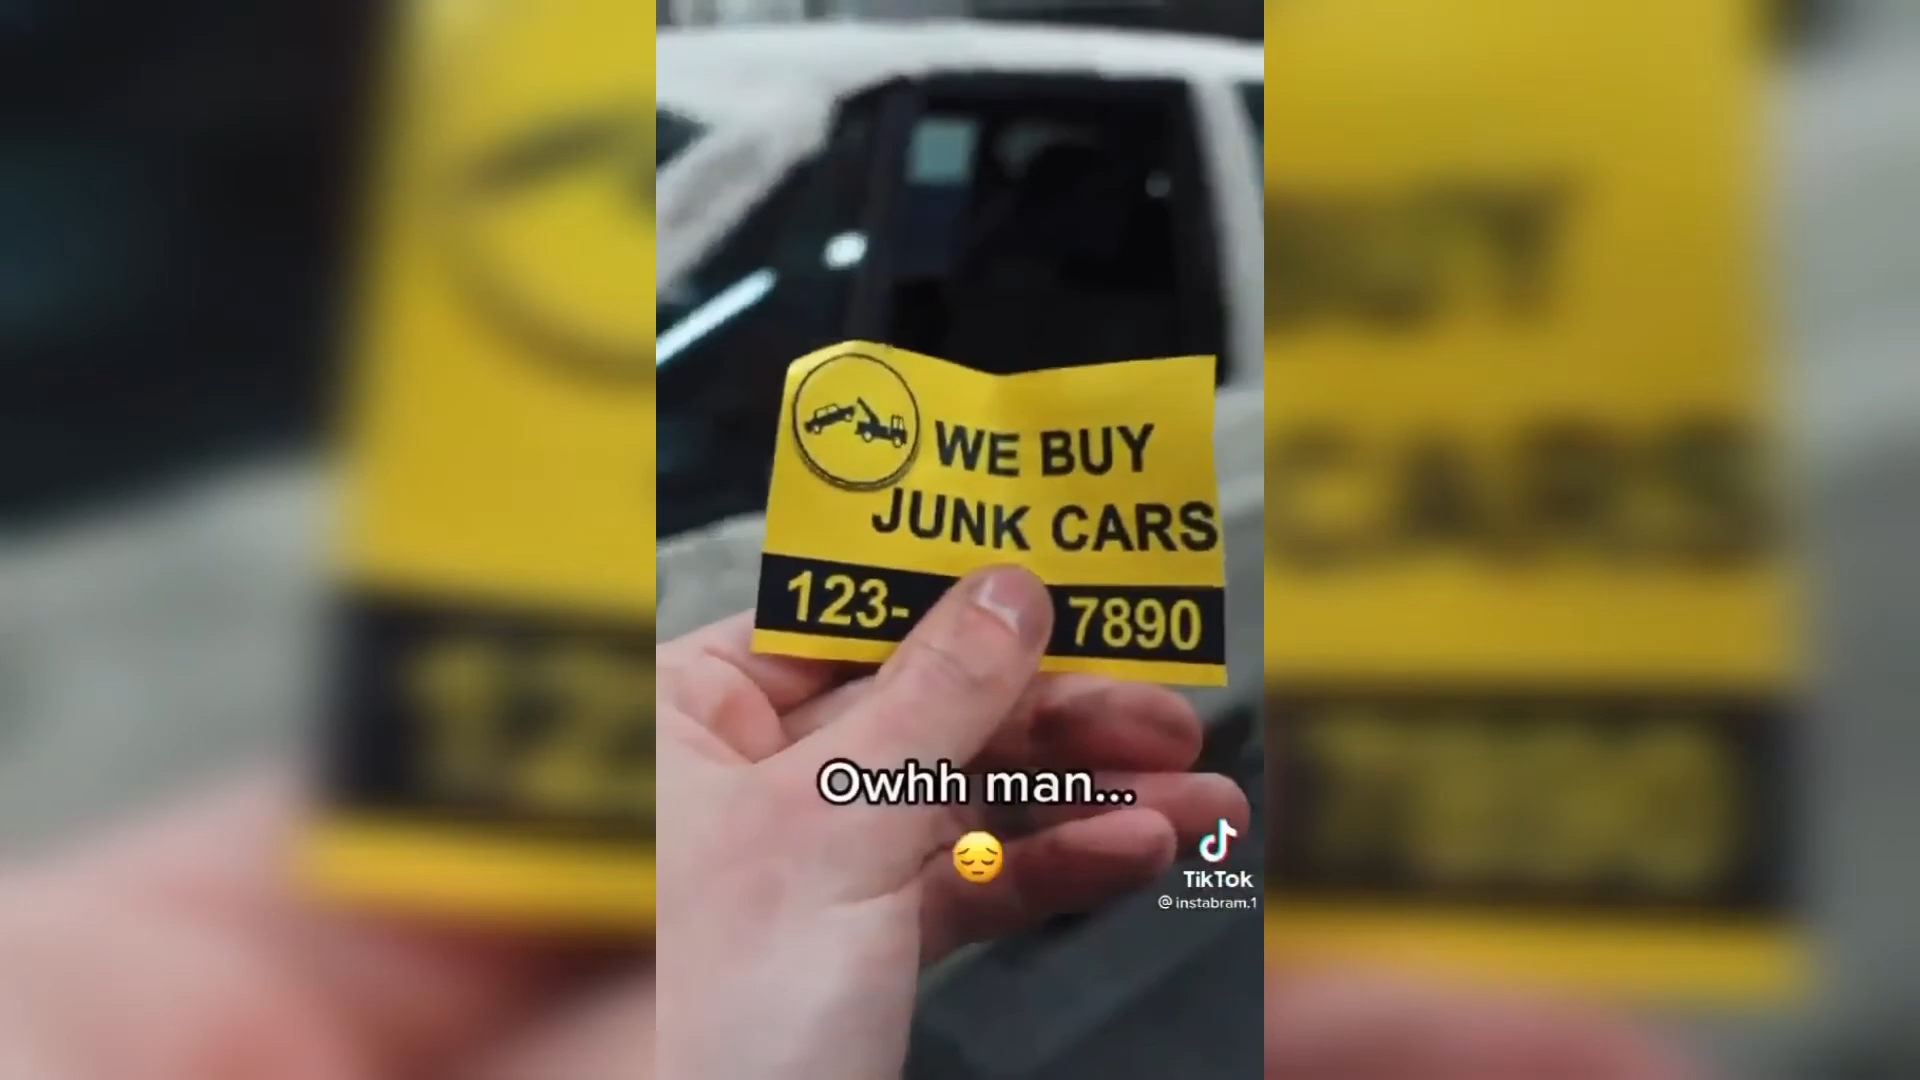 WE BUY
JUNK CARS
123- 7890
Owhh man...
TikTok
@instabram.1